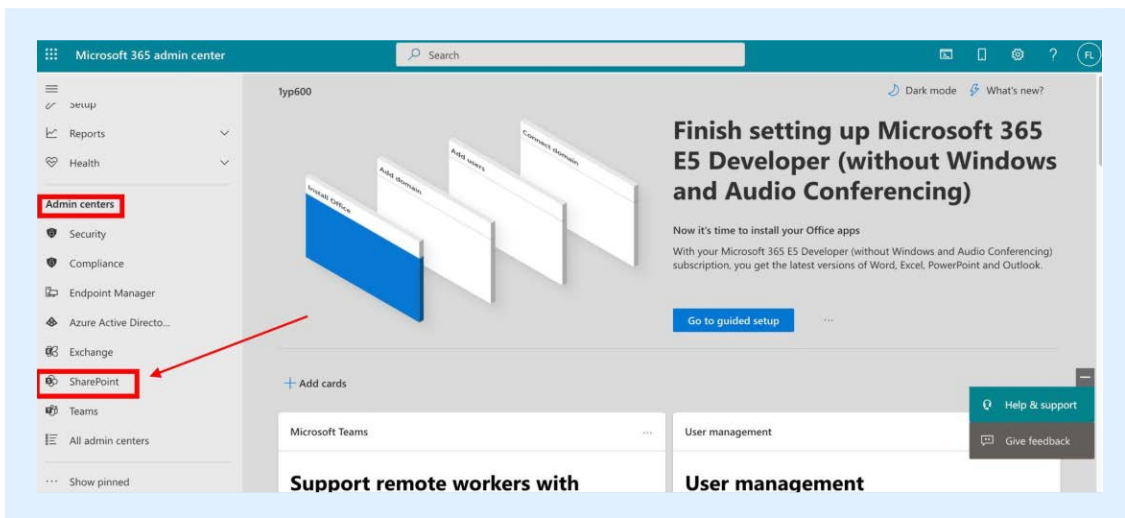 Microsoft 365 admin center
Search
FL
1yp600
Dark mode
What's new?
Setup
Reports
Health
Admin centers
Security
Compliance
Endpoint Manager
Azure Active Directo...
Exchange
SharePoint
Teams
All admin centers
Show pinned
Install Office
Add domain
Add users
Connect domain
Finish setting up Microsoft 365
E5 Developer (without Windows
and Audio Conferencing)
Now it's time to install your Office apps
With your Microsoft 365 E5 Developer (without Windows and Audio Conferencing)
subscription, you get the latest versions of Word, Excel, PowerPoint and Outlook.
Go to guided setup
Add cards
Help & support
Give feedback
Microsoft Teams
Support remote workers with
User management
User management